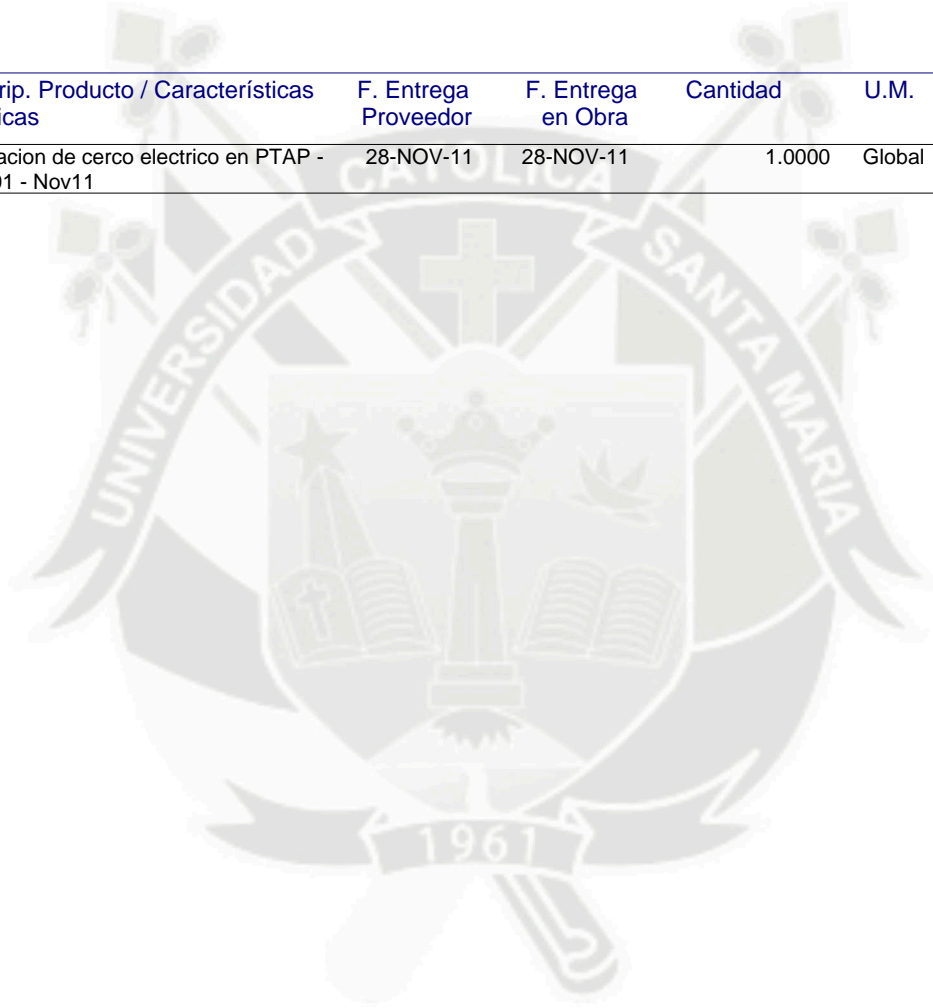 rip. Producto / Características F. Entrega F. Entrega Cantidad U.M.
icas Proveedor en Obra
acion de cerco electrico en PTAP - 28-NOV-11 28-NOV-11 1.0000 Global
01 - Nov11
UNIVERSIDAD CATOLICA SANTA MARIA
1961